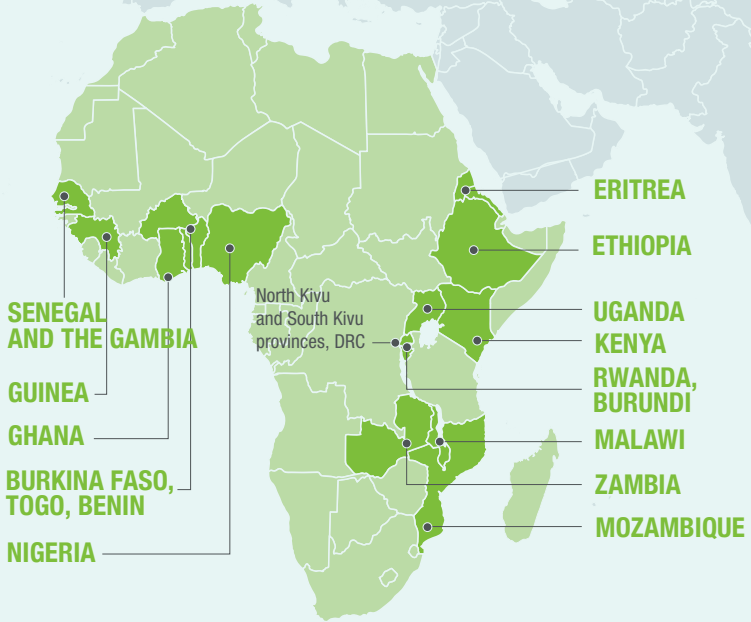 SENEGAL
AND THE GAMBIA
GUINEA
GHANA
BURKINA FASO,
TOGO, BENIN
NIGERIA
North Kivu
and South Kivu
provinces, DRC
ERITREA
ETHIOPIA
UGANDA
KENYA
RWANDA,
BURUNDI
MALAWI
ZAMBIA
MOZAMBIQUE